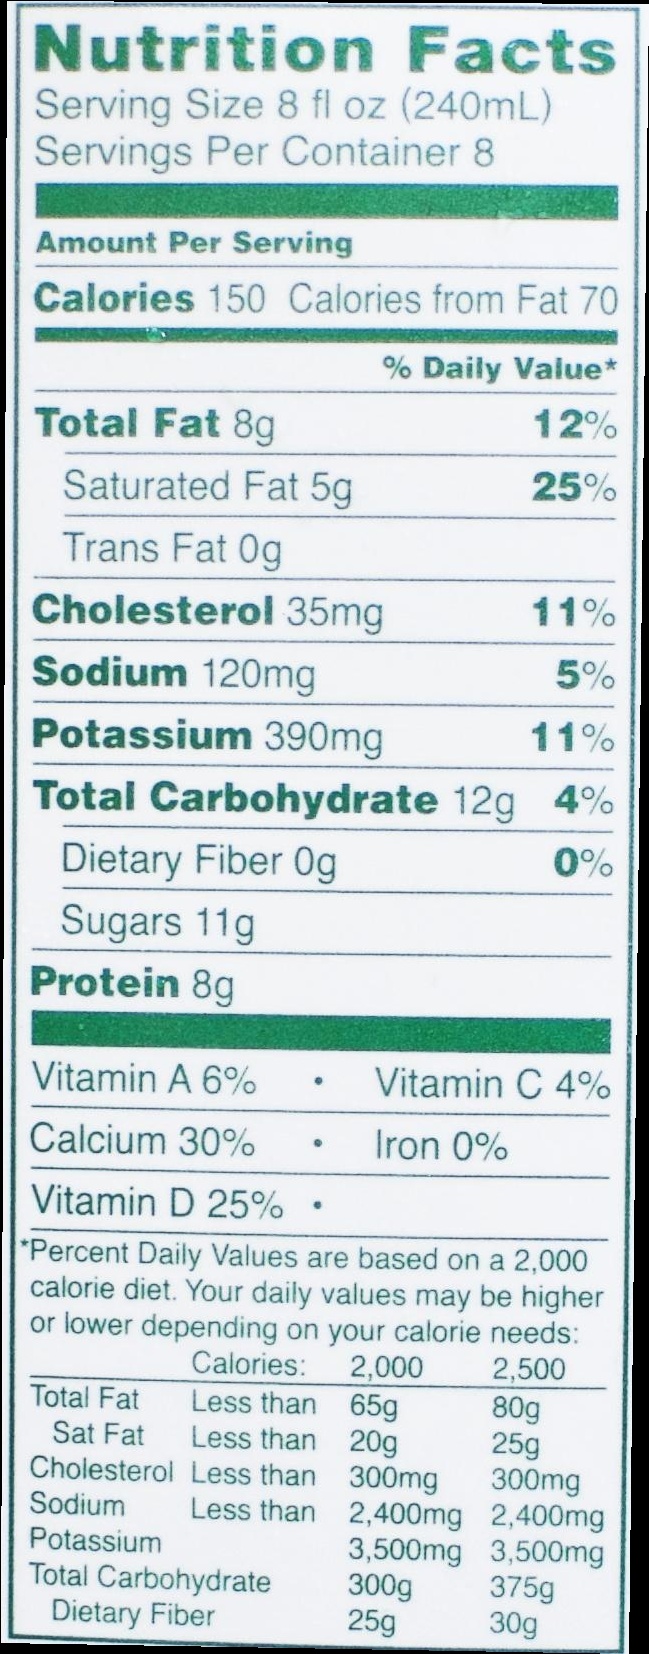 Nutrition Facts
Serving Size 8 fl oz (240mL)
Servings Per Container 8
Amount Per Serving
Calories 150 Calories from Fat 70
% Daily Value*
Total Fat 8g 12%
Saturated Fat 5g 25%
Trans Fat 0g
Cholesterol 35mg 11%
Sodium 120mg 5%
Potassium 390mg 11%
Total Carbohydrate 12g 4%
Dietary Fiber 0g 0%
Sugars 11g
Protein 8g
Vitamin A 6% • Vitamin C 4%
Calcium 30% • Iron 0%
Vitamin D 25% •
*Percent Daily Values are based on a 2,000
calorie diet. Your daily values may be higher
or lower depending on your calorie needs:
Calories: 2,000 2,500
Total Fat Less than 65g 80g
Sat Fat Less than 20g 25g
Cholesterol Less than 300mg 300mg
Sodium Less than 2,400mg 2,400mg
Potassium 3,500mg 3,500mg
Total Carbohydrate 300g 375g
Dietary Fiber 25g 30g